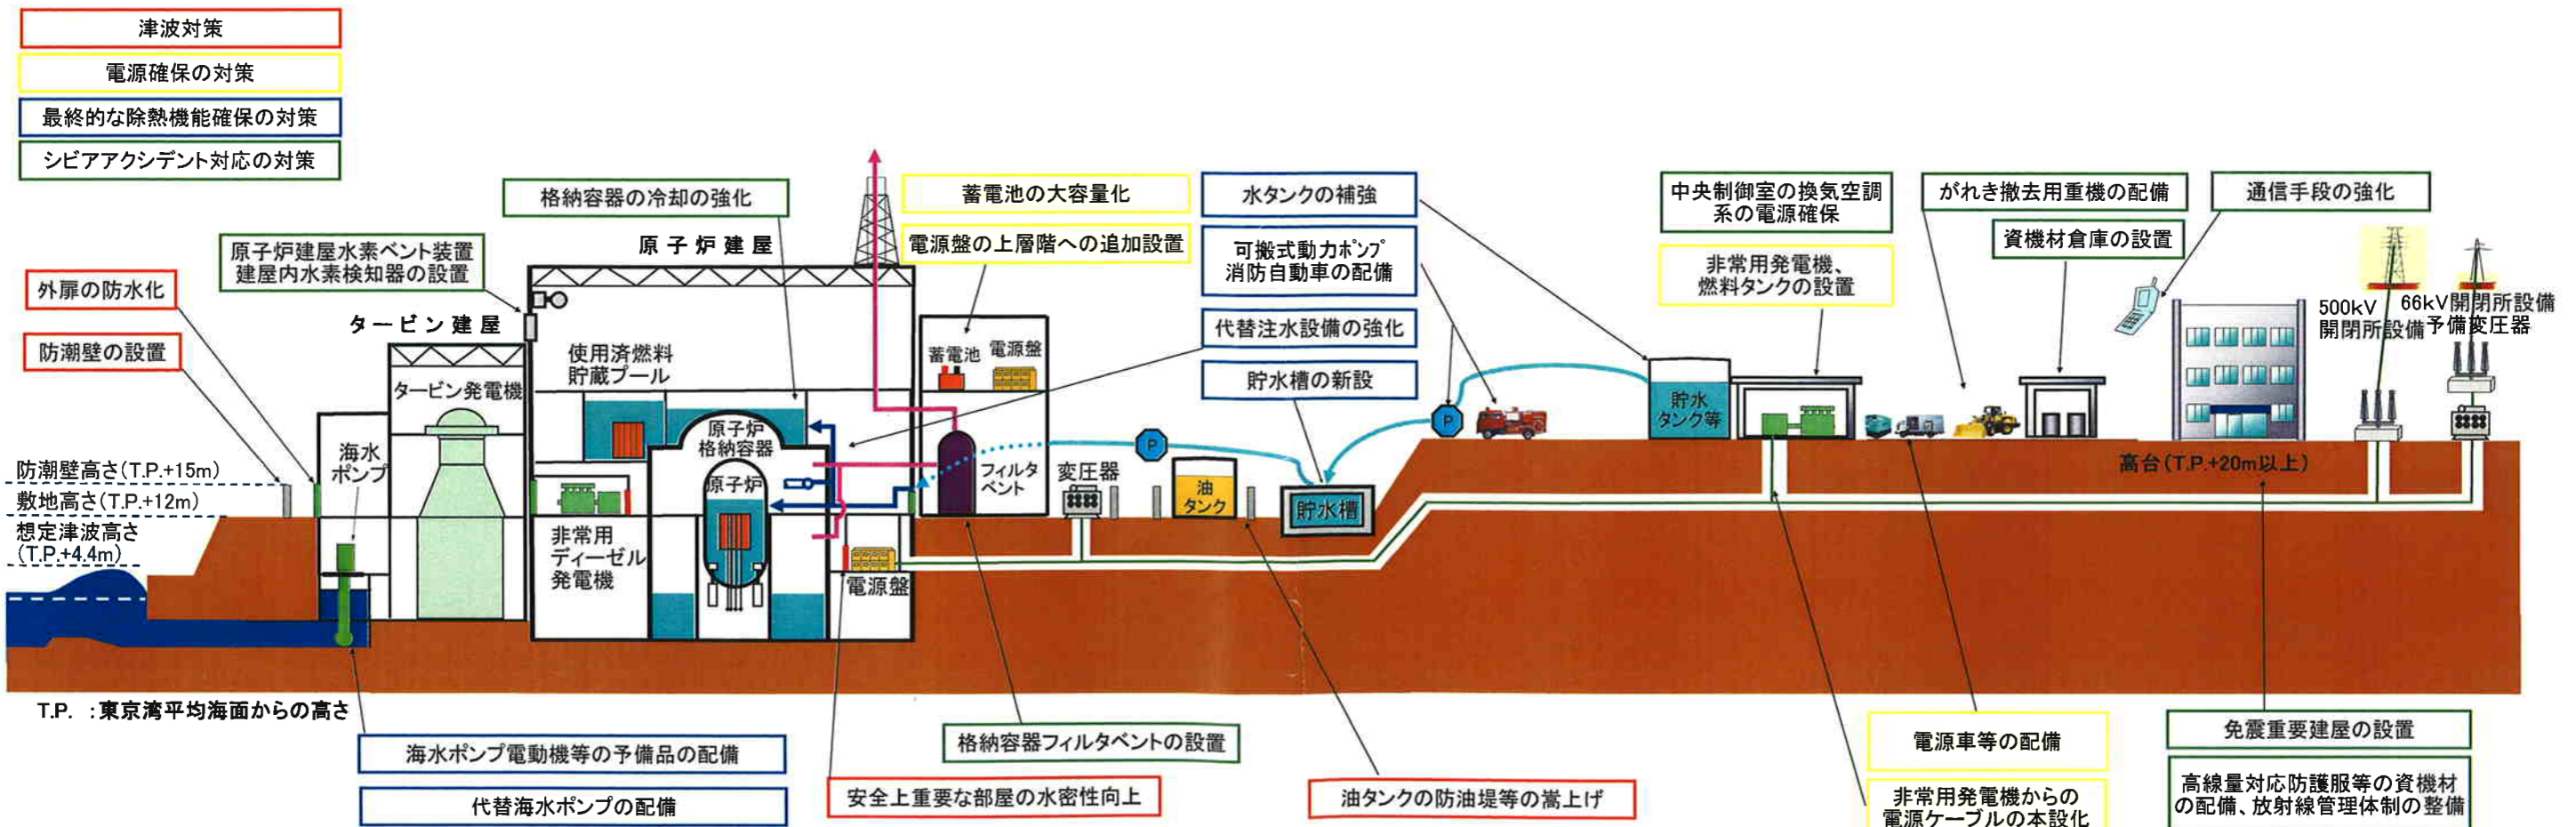 津波対策
電源確保の対策
最終的な除熱機能確保の対策
シビアアクシデント対応の対策
格納容器の冷却の強化
蓄電池の大容量化
水タンクの補強
中央制御室の換気空調
系の電源確保
がれき撤去用重機の配備
通信手段の強化
原子炉建屋水素ベント装置
建屋内水素検知器の設置
原子炉建屋
電源盤の上層階への追加設置
可搬式動力ポンプ
消防自動車の配備
非常用発電機、
燃料タンクの設置
資機材倉庫の設置
外扉の防水化
タービン建屋
代替注水設備の強化
500kV
開閉所設備
66kV開閉所設備
予備変圧器
防潮壁の設置
使用済燃料
貯蔵プール
蓄電池
電源盤
貯水槽の新設
タービン発電機
海水
ポンプ
原子炉
格納容器
原子炉
P
P
貯水
タンク等
防潮壁高さ(T.P.+15m)
敷地高さ(T.P.+12m)
想定津波高さ
(T.P.+4.4m)
フィルタ
ベント
変圧器
油
タンク
貯水槽
高台(T.P.+20m以上)
非常用
ディーゼル
発電機
電源盤
T.P. :東京湾平均海面からの高さ
海水ポンプ電動機等の予備品の配備
代替海水ポンプの配備
格納容器フィルタベントの設置
安全上重要な部屋の水密性向上
油タンクの防油堤等の嵩上げ
電源車等の配備
非常用発電機からの
電源ケーブルの本設化
免震重要建屋の設置
高線量対応防護服等の資機材
の配備、放射線管理体制の整備